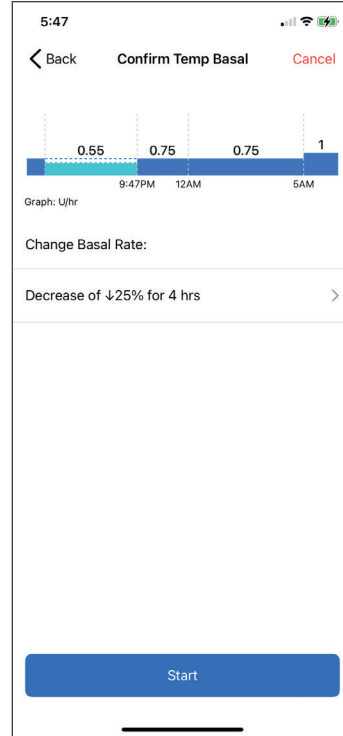 5:47
Back Confirm Temp Basal Cancel
0.55 0.75 0.75 1
9:47PM 12AM 5AM
Graph: U/hr
Change Basal Rate:
Decrease of ↓25% for 4 hrs
Start